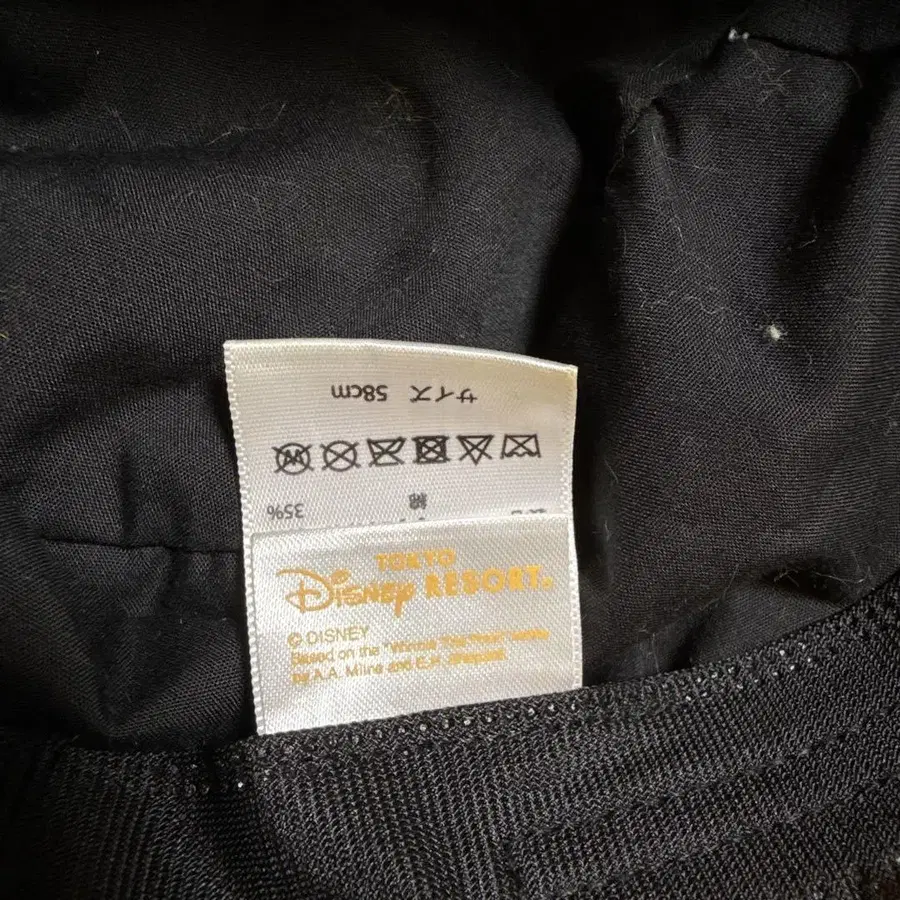 サイズ 58cm
35%
TOKYO
Disney RESORT®
© DISNEY
Based on the "Winnie The Pooh" works
by A.A. Milne and E.H. Shepard.